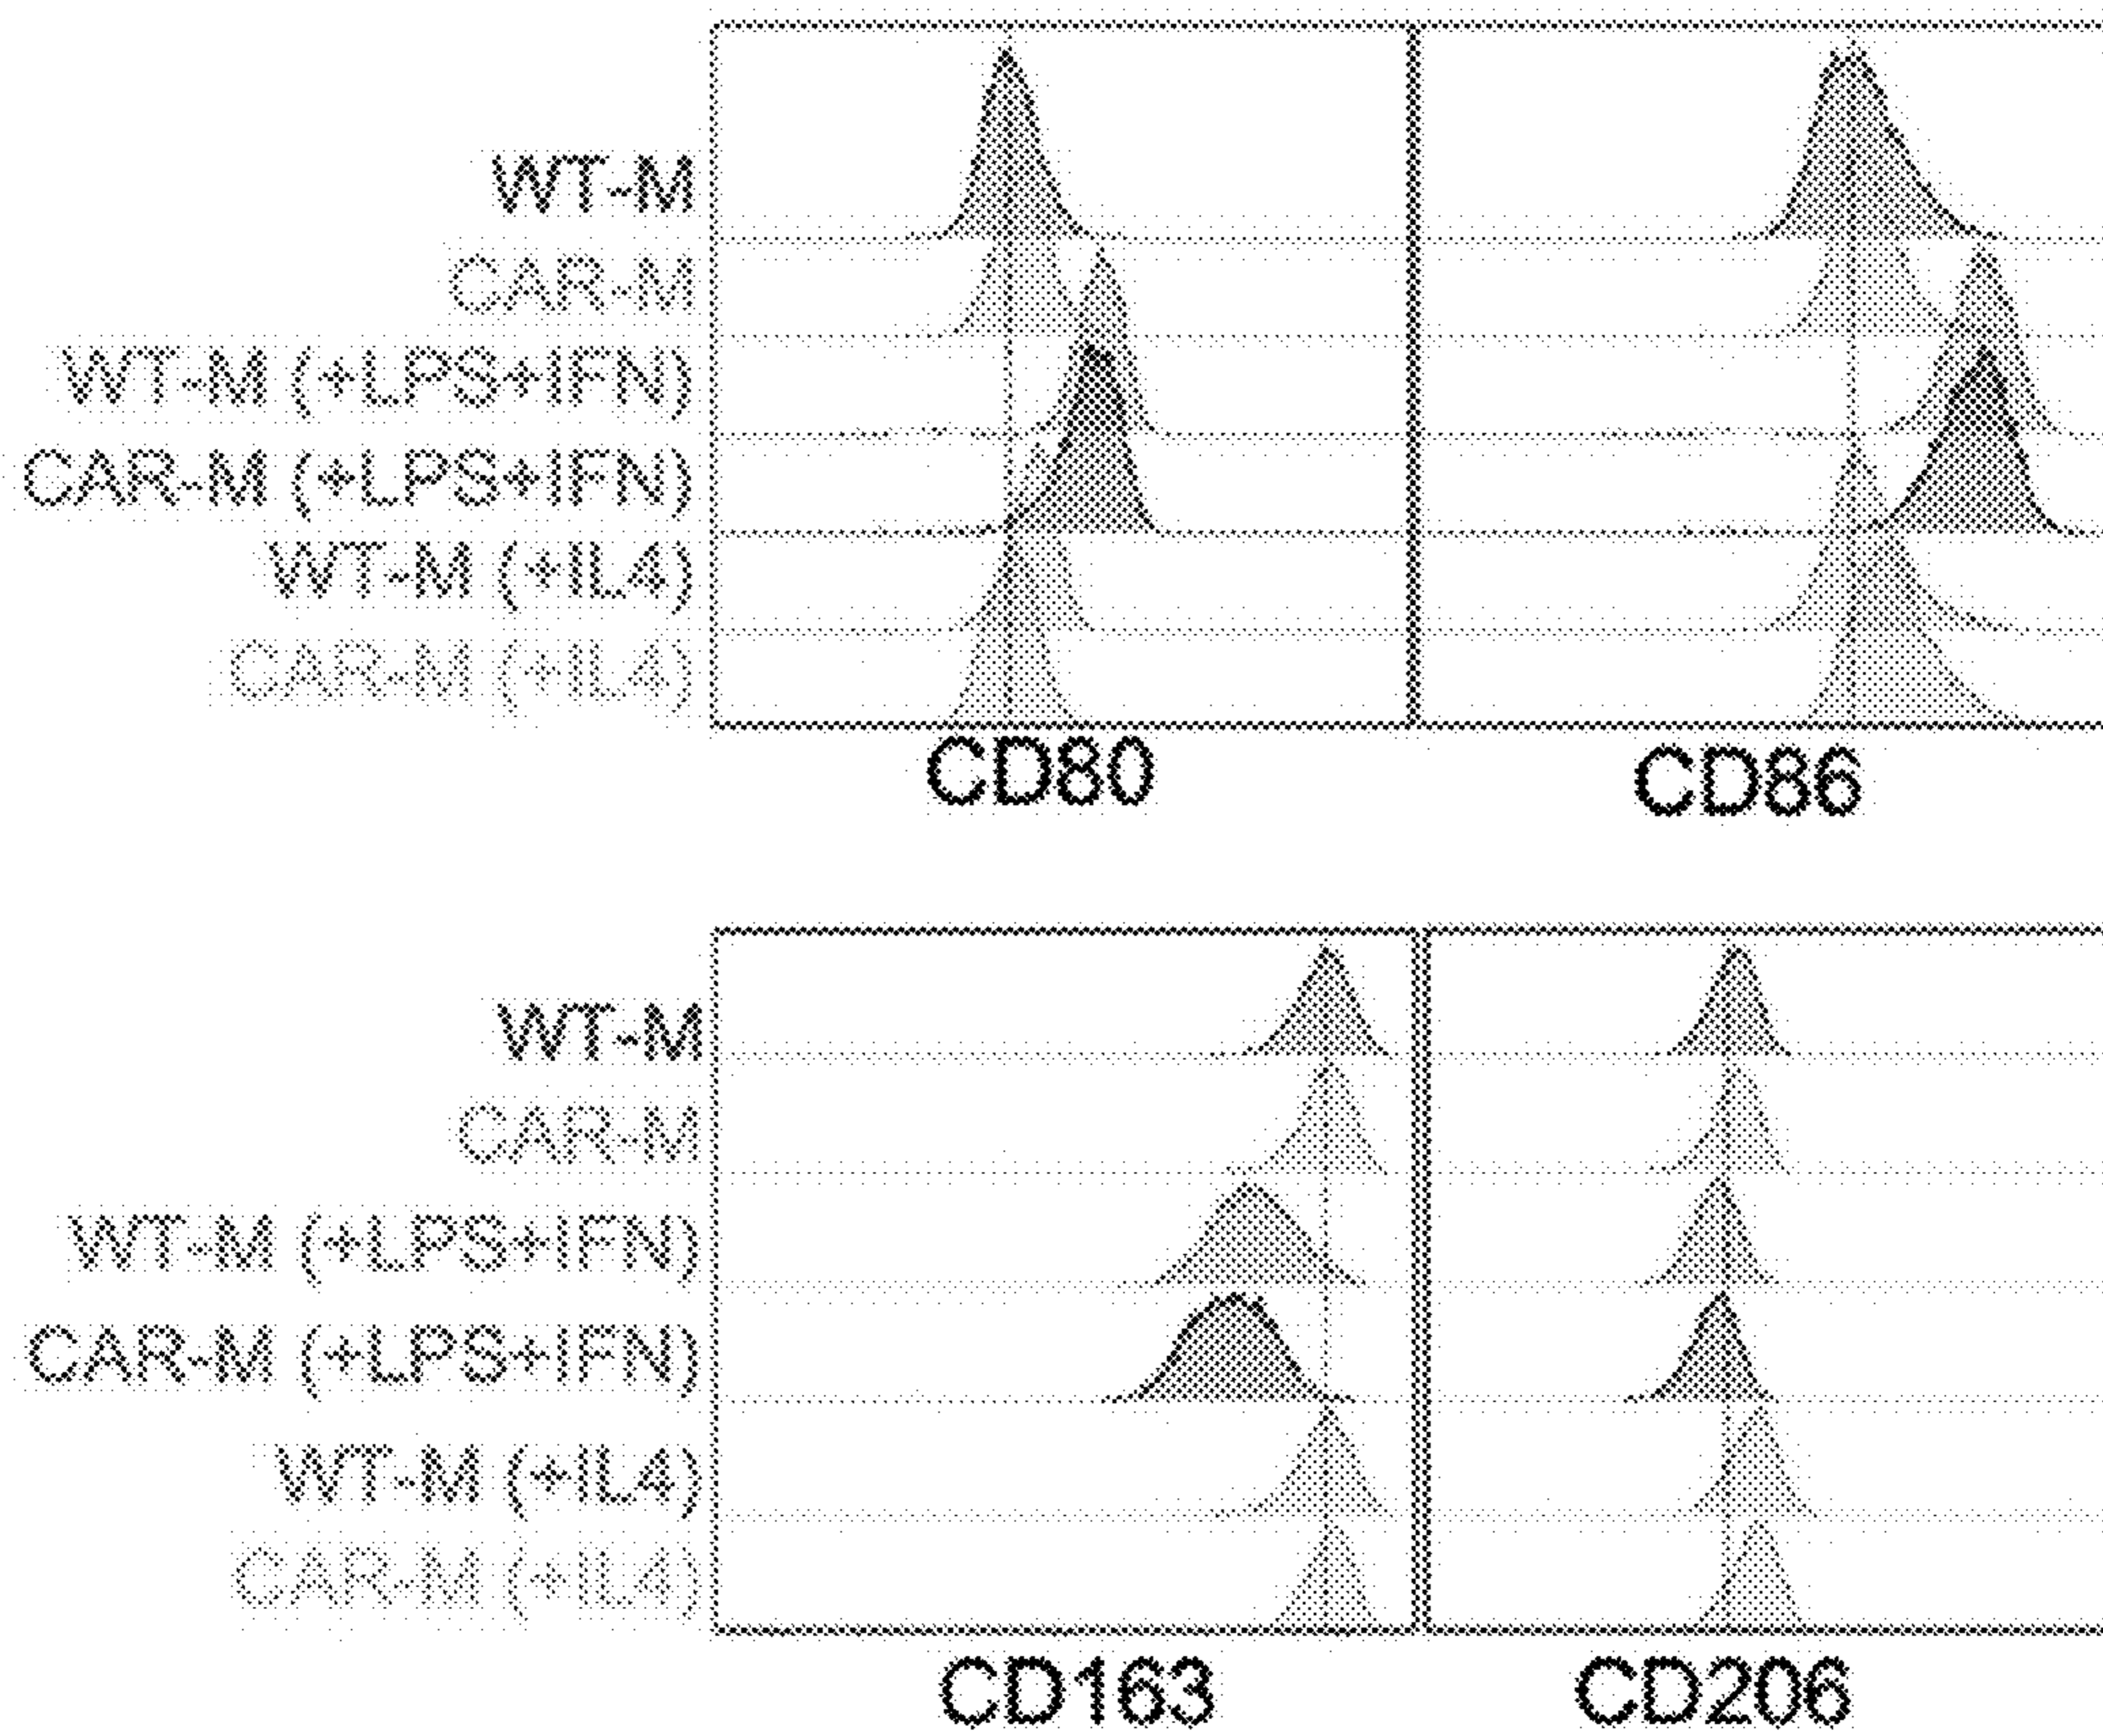 WT-M
CAR-M
WT-M (+LPS+IFN)
CAR-M (+LPS+IFN)
WT-M (+IL4)
CAR-M (+IL4)
CD80
CD86
WT-M
CAR-M
WT-M (+LPS+IFN)
CAR-M (+LPS+IFN)
WT-M (+IL4)
CAR-M (+IL4)
CD163
CD206